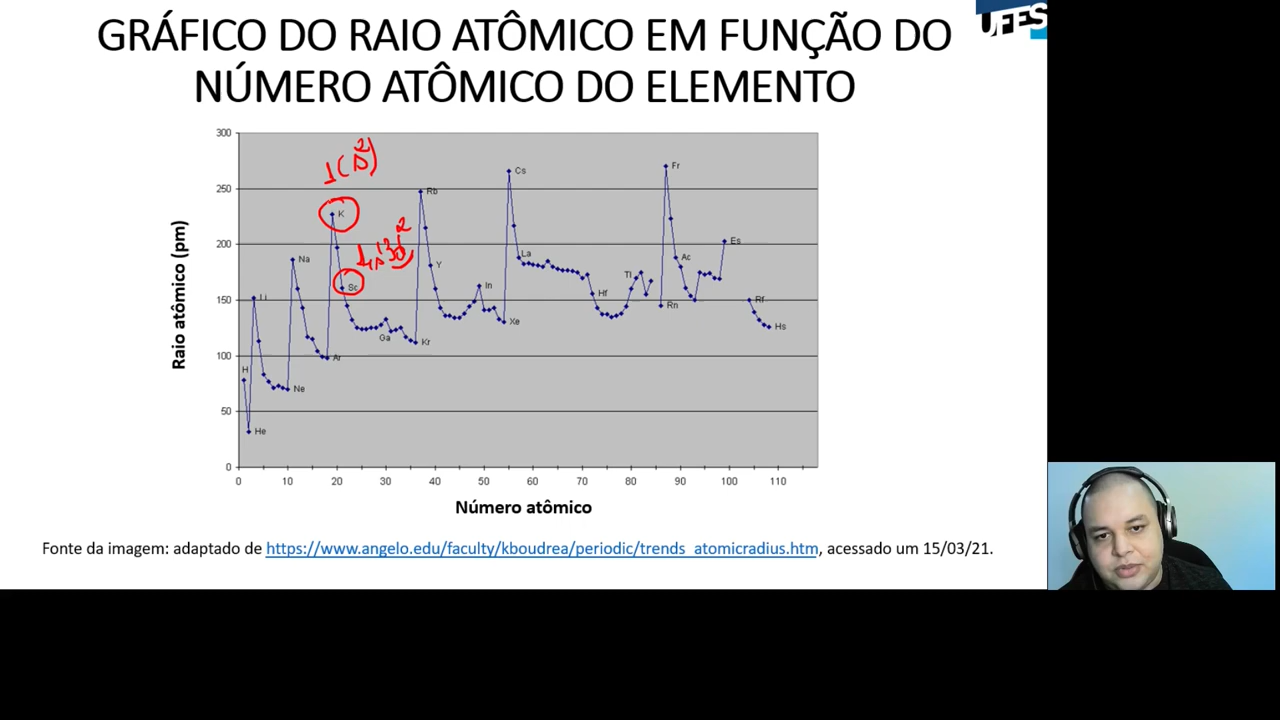 GRÁFICO DO RAIO ATÔMICO EM FUNÇÃO DO
NÚMERO ATÔMICO DO ELEMENTO
UFES
300
250
200
150
100
50
0
Raio atômico (pm)
H
He
Li
Ne
Na
Ar
K
Sc
Ga
Kr
Rb
Y
In
Xe
Cs
La
Hf
Tl
Rn
Fr
Ac
Es
Rf
Hs
0 10 20 30 40 50 60 70 80 90 100 110
Número atômico
Fonte da imagem: adaptado de https://www.angelo.edu/faculty/kboudrea/periodic/trends_atomicradius.htm, acessado um 15/03/21.